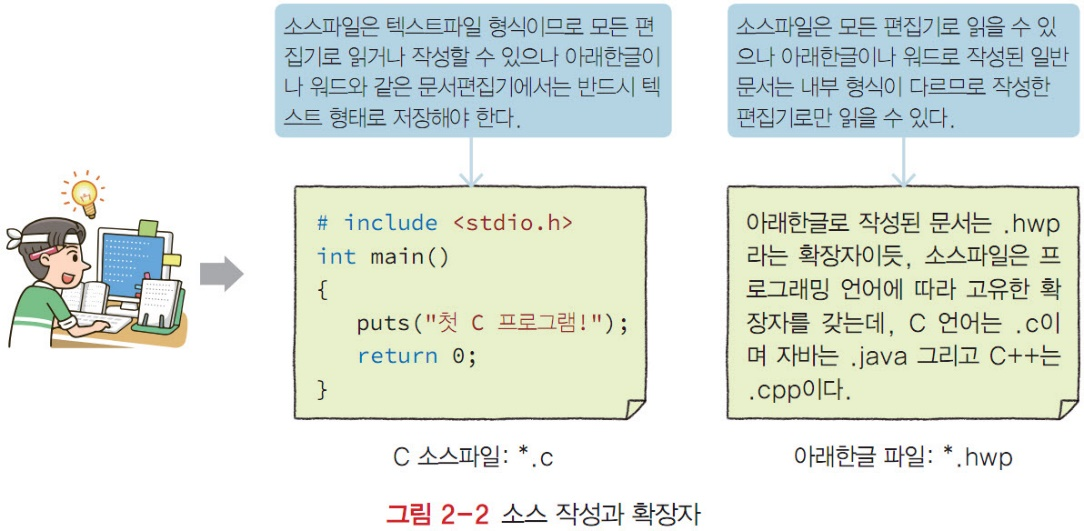 소스파일은 텍스트파일 형식이므로 모든 편
집기로 읽거나 작성할 수 있으나 아래한글이
나 워드와 같은 문서편집기에서는 반드시 텍
스트 형태로 저장해야 한다.
소스파일은 모든 편집기로 읽을 수 있
으나 아래한글이나 워드로 작성된 일반
문서는 내부 형식이 다르므로 작성한
편집기로만 읽을 수 있다.
# include <stdio.h>
int main()
{
puts("첫 C 프로그램!");
return 0;
}
아래한글로 작성된 문서는 .hwp
라는 확장자이듯, 소스파일은 프
로그래밍 언어에 따라 고유한 확
장자를 갖는데, C 언어는 .c이
며 자바는 .java 그리고 C++는
.cpp이다.
C 소스파일: *.c
아래한글 파일: *.hwp
그림 2-2 소스 작성과 확장자